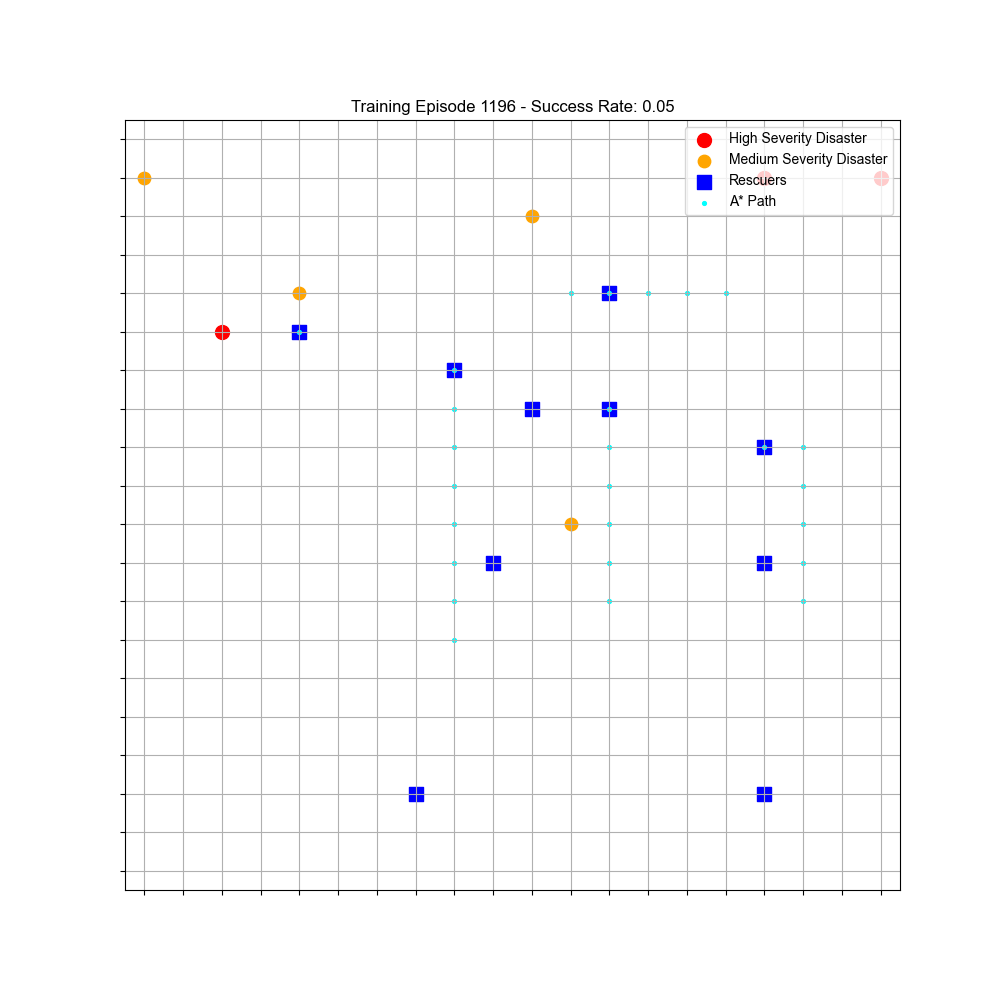 Training Episode 1196 - Success Rate: 0.05
High Severity Disaster
Medium Severity Disaster
Rescuers
A* Path